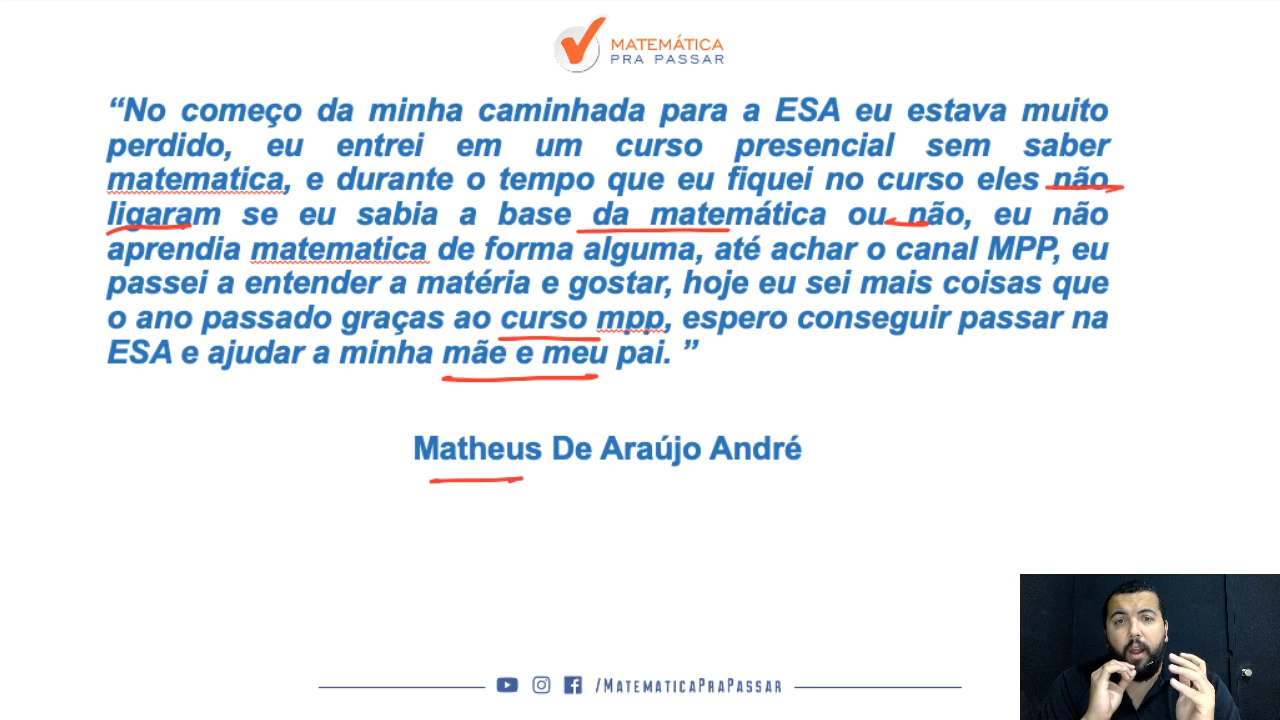 MATEMÁTICA
PRA PASSAR
“No começo da minha caminhada para a ESA eu estava muito
perdido, eu entrei em um curso presencial sem saber
matematica, e durante o tempo que eu fiquei no curso eles não
ligaram se eu sabia a base da matemática ou não, eu não
aprendia matematica de forma alguma, até achar o canal MPP, eu
passei a entender a matéria e gostar, hoje eu sei mais coisas que
o ano passado graças ao curso mpp, espero conseguir passar na
ESA e ajudar a minha mãe e meu pai. ”
Matheus De Araújo André
/MATEMATICAPRAPASSAR